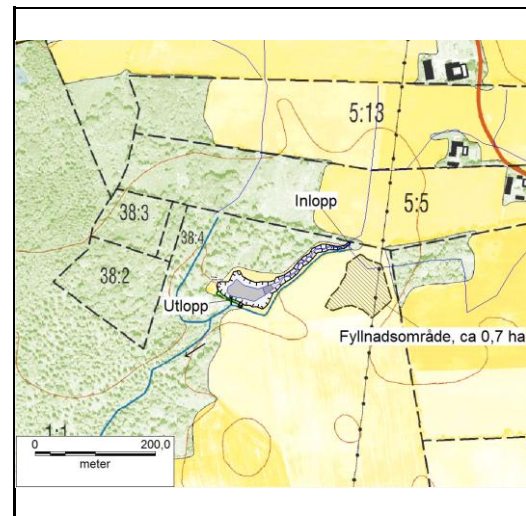 5:13
Inlopp
5:5
38:3
38:4
38:2
Utlopp
Fyllnadsområde, ca 0,7 ha
1:1
0 200,0
meter